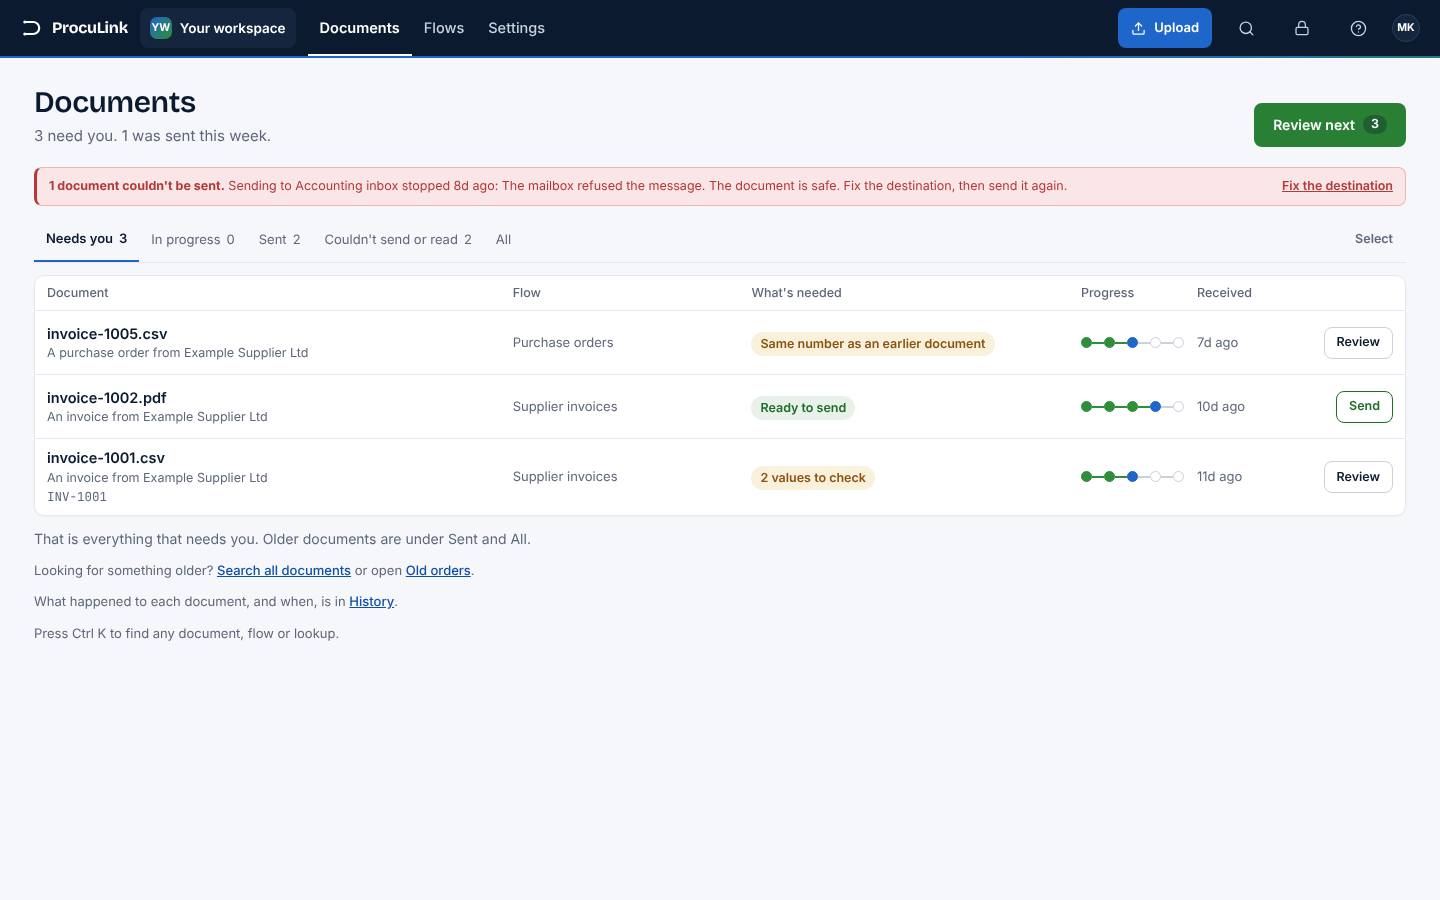 ProcuLink
YW Your workspace
Documents
Flows
Settings
Upload
MK
Documents
3 need you. 1 was sent this week.
Review next 3
1 document couldn't be sent. Sending to Accounting inbox stopped 8d ago: The mailbox refused the message. The document is safe. Fix the destination, then send it again.
Fix the destination
Needs you 3
In progress 0
Sent 2
Couldn't send or read 2
All
Select
Document Flow What's needed Progress Received
invoice-1005.csv
A purchase order from Example Supplier Ltd
Purchase orders
Same number as an earlier document
7d ago
Review
invoice-1002.pdf
An invoice from Example Supplier Ltd
Supplier invoices
Ready to send
10d ago
Send
invoice-1001.csv
An invoice from Example Supplier Ltd
INV-1001
Supplier invoices
2 values to check
11d ago
Review
That is everything that needs you. Older documents are under Sent and All.
Looking for something older? Search all documents or open Old orders.
What happened to each document, and when, is in History.
Press Ctrl K to find any document, flow or lookup.